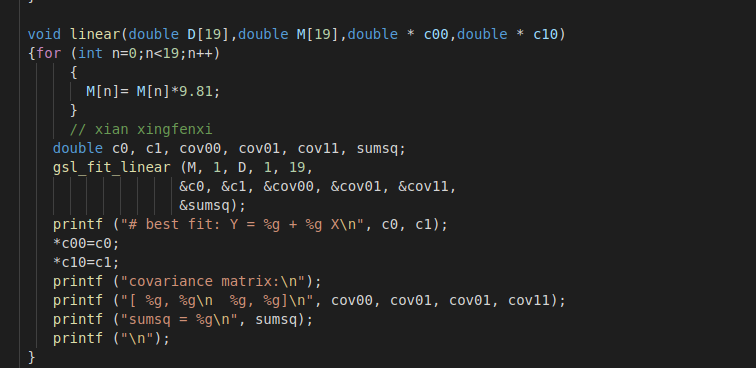 void linear(double D[19],double M[19],double * c00,double * c10)
{for (int n=0;n<19;n++)
{
M[n]= M[n]*9.81;
}
// xian xingfenxi
double c0, c1, cov00, cov01, cov11, sumsq;
gsl_fit_linear (M, 1, D, 1, 19,
&c0, &c1, &cov00, &cov01, &cov11,
&sumsq);
printf ("# best fit: Y = %g + %g X\n", c0, c1);
*c00=c0;
*c10=c1;
printf ("covariance matrix:\n");
printf ("[ %g, %g\n  %g, %g]\n", cov00, cov01, cov01, cov11);
printf ("sumsq = %g\n", sumsq);
printf ("\n");
}